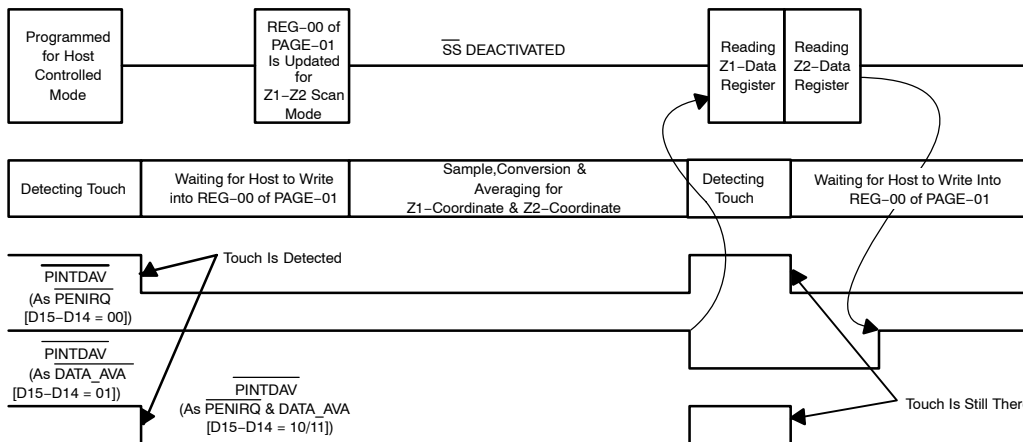 Programmed
for Host
Controlled
Mode
REG−00 of
PAGE−01
Is Updated
for
Z1−Z2 Scan
Mode
SS DEACTIVATED
Reading
Z1−Data
Register
Reading
Z2−Data
Register
Detecting Touch
Waiting for Host to Write
into REG−00 of PAGE−01
Sample,Conversion &
Averaging for
Z1−Coordinate & Z2−Coordinate
Detecting
Touch
Waiting for Host to Write Into
REG−00 of PAGE−01
Touch Is Detected
PINTDAV
(As PENIRQ
[D15−D14 = 00])
PINTDAV
(As DATA_AVA
[D15−D14 = 01])
PINTDAV
(As PENIRQ & DATA_AVA
[D15−D14 = 10/11])
Touch Is Still Ther